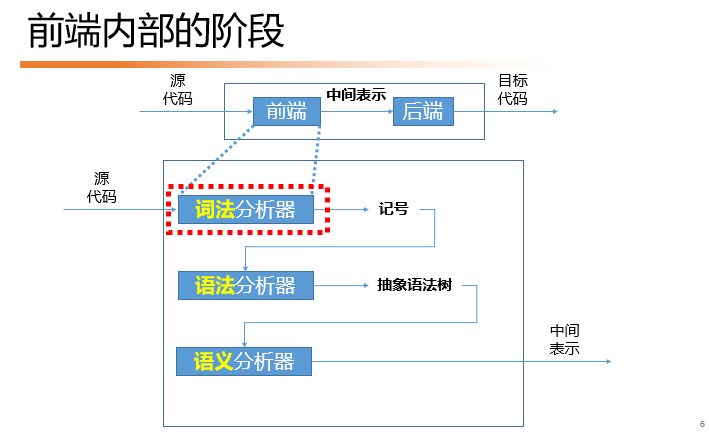 前端内部的阶段
源
代码
前端
中间表示
后端
目标
代码
源
代码
词法分析器
记号
语法分析器
抽象语法树
语义分析器
中间
表示
6